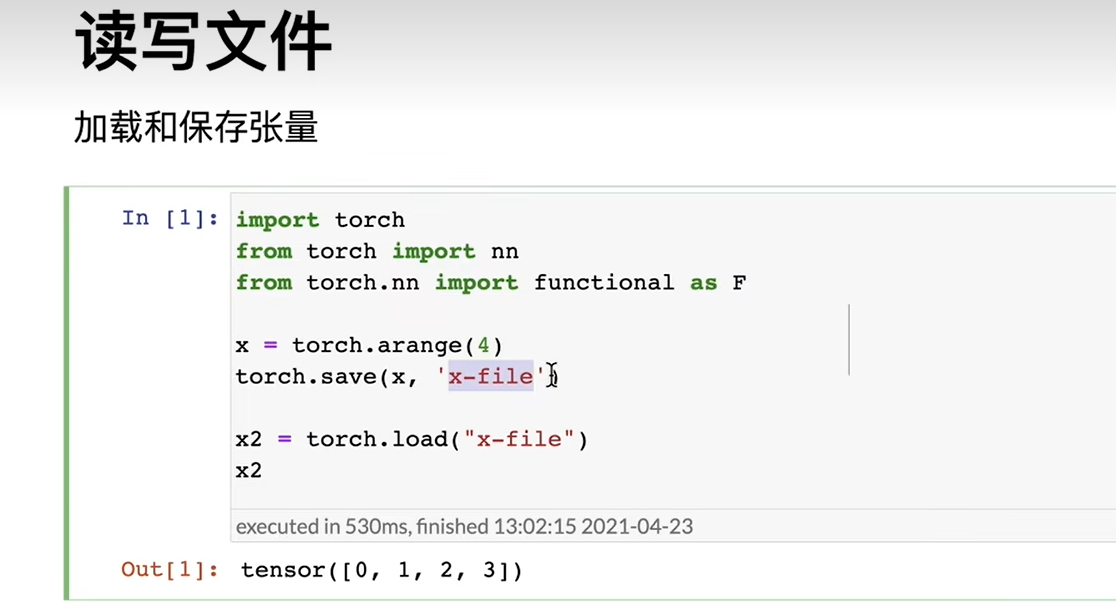 读写文件
加载和保存张量
In [1]: import torch
from torch import nn
from torch.nn import functional as F
x = torch.arange(4)
torch.save(x, 'x-file')
x2 = torch.load("x-file")
x2
executed in 530ms, finished 13:02:15 2021-04-23
Out[1]: tensor([0, 1, 2, 3])